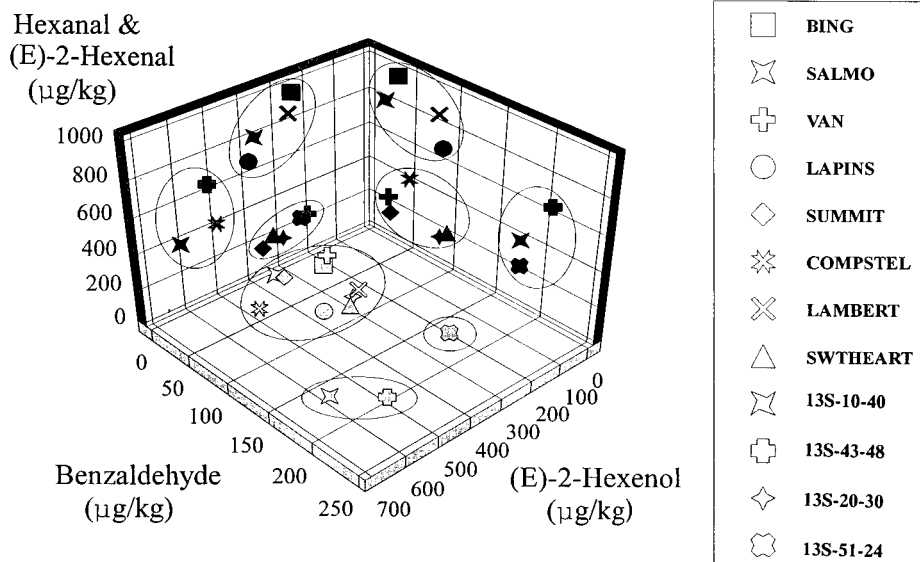 Hexanal &
(E)-2-Hexenal
(µg/kg)
1000
800
600
400
200
0
0
50
100
150
200
250
Benzaldehyde
(µg/kg)
0
100
200
300
400
500
600
700
(E)-2-Hexenol
(µg/kg)
BING
SALMO
VAN
LAPINS
SUMMIT
COMPSTEL
LAMBERT
SWTHEART
13S-10-40
13S-43-48
13S-20-30
13S-51-24